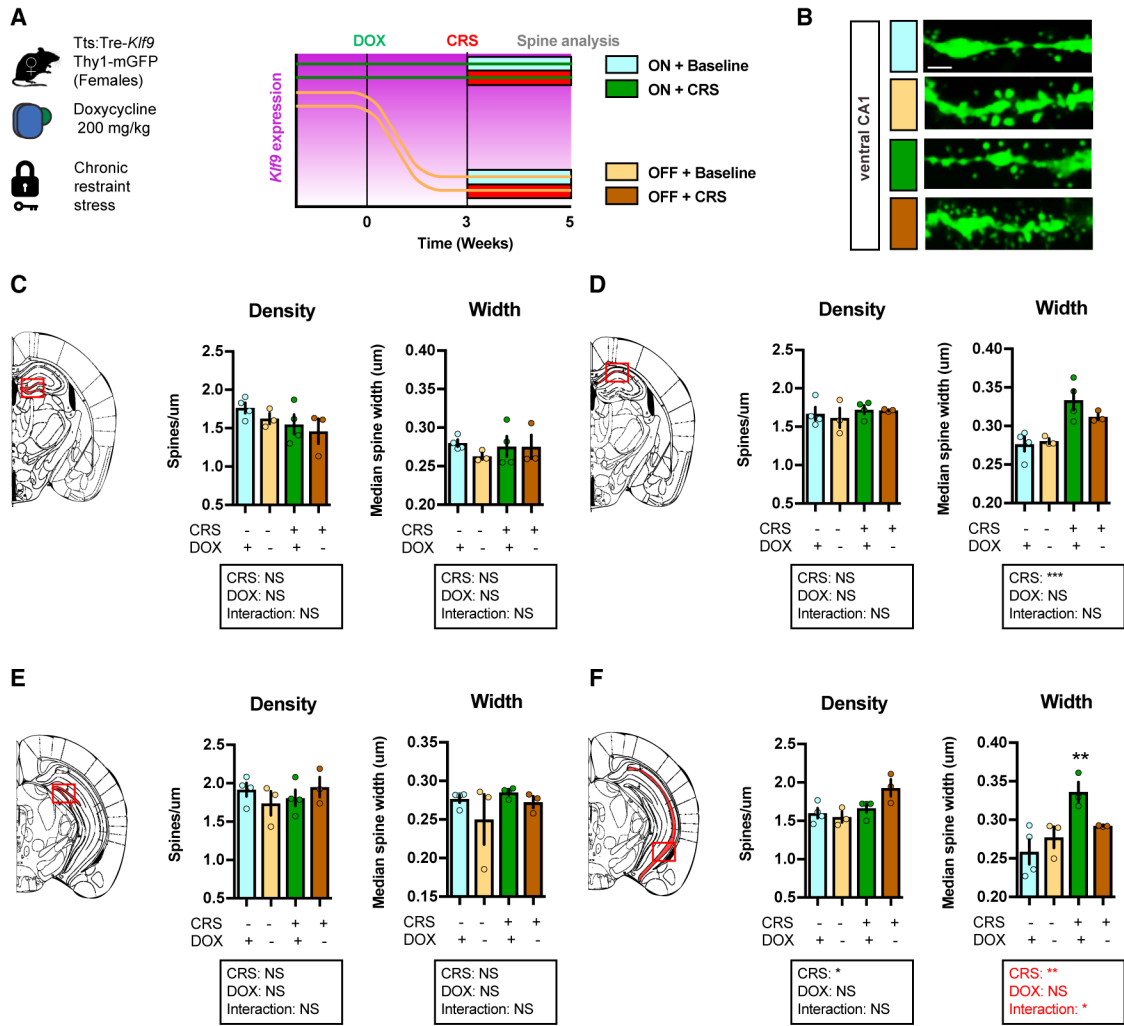 A
Tts:Tre-Klf9
Thy1-mGFP
(Females)
Doxycycline
200 mg/kg
Chronic
restraint
stress
DOX
CRS
Spine analysis
Klf9 expression
0
3
5
Time (Weeks)
ON + Baseline
ON + CRS
OFF + Baseline
OFF + CRS
B
ventral CA1
C
Density
Spines/um
2.5
2.0
1.5
1.0
0.5
CRS - - + +
DOX + - + -
CRS: NS
DOX: NS
Interaction: NS
Width
Median spine width (um)
0.40
0.35
0.30
0.25
0.20
CRS - - + +
DOX + - + -
CRS: NS
DOX: NS
Interaction: NS
D
Density
Spines/um
2.5
2.0
1.5
1.0
0.5
CRS - - + +
DOX + - + -
CRS: NS
DOX: NS
Interaction: NS
Width
Median spine width (um)
0.40
0.35
0.30
0.25
0.20
CRS - - + +
DOX + - + -
CRS: ***
DOX: NS
Interaction: NS
E
Density
Spines/um
2.5
2.0
1.5
1.0
0.5
CRS - - + +
DOX + - + -
CRS: NS
DOX: NS
Interaction: NS
Width
Median spine width (um)
0.35
0.30
0.25
0.20
0.15
CRS - - + +
DOX + - + -
CRS: NS
DOX: NS
Interaction: NS
F
Density
Spines/um
2.5
2.0
1.5
1.0
0.5
CRS - - + +
DOX + - + -
CRS: *
DOX: NS
Interaction: NS
Width
Median spine width (um)
0.40
0.35
0.30
0.25
0.20
**
CRS - - + +
DOX + - + -
CRS: **
DOX: NS
Interaction: *